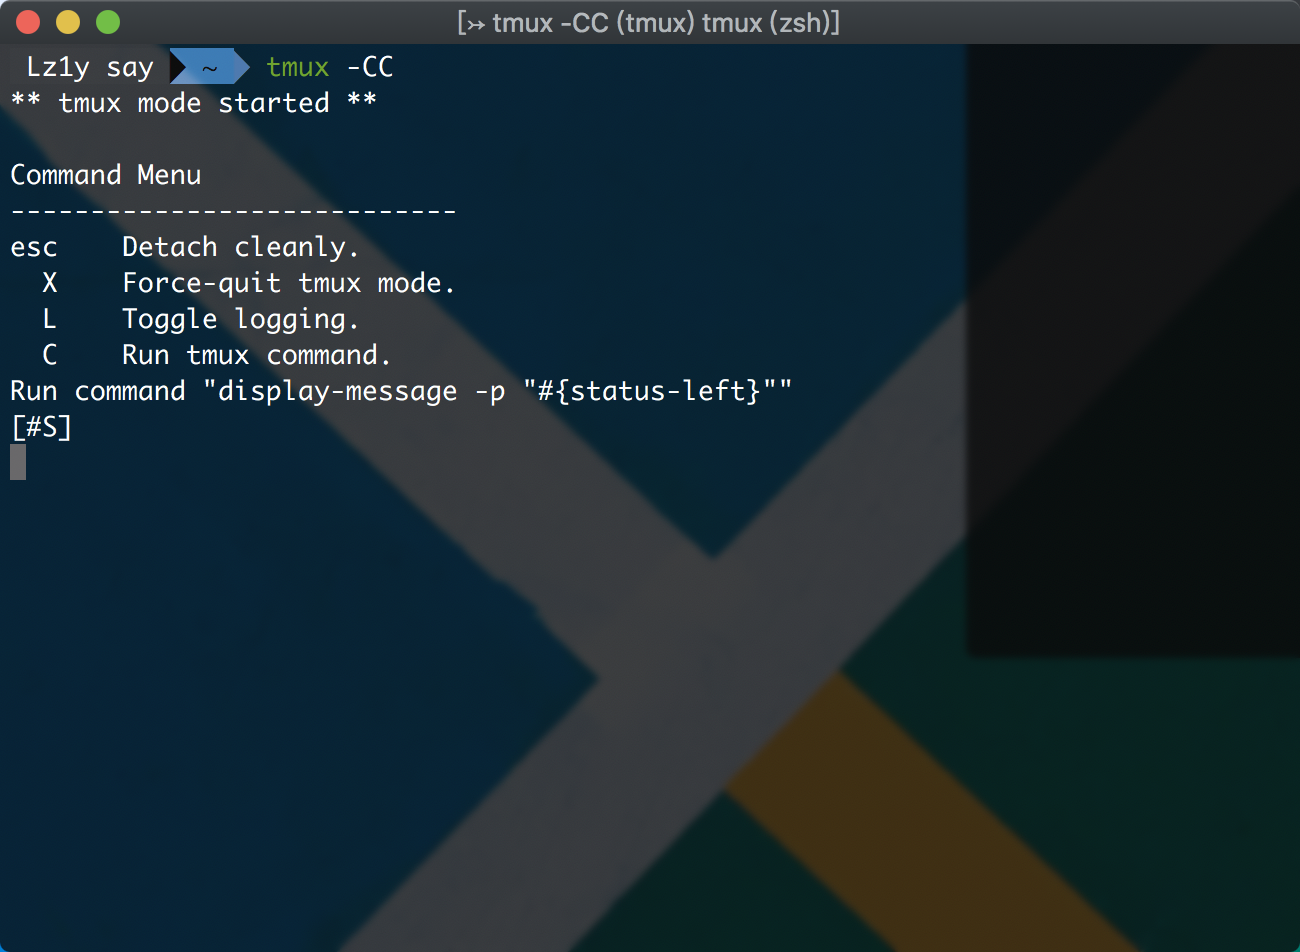 [↣ tmux -CC (tmux) tmux (zsh)]
Lz1y say ~ tmux -CC
** tmux mode started **
Command Menu
----------------------------
esc    Detach cleanly.
  X    Force-quit tmux mode.
  L    Toggle logging.
  C    Run tmux command.
Run command "display-message -p "#{status-left}""
[#S]